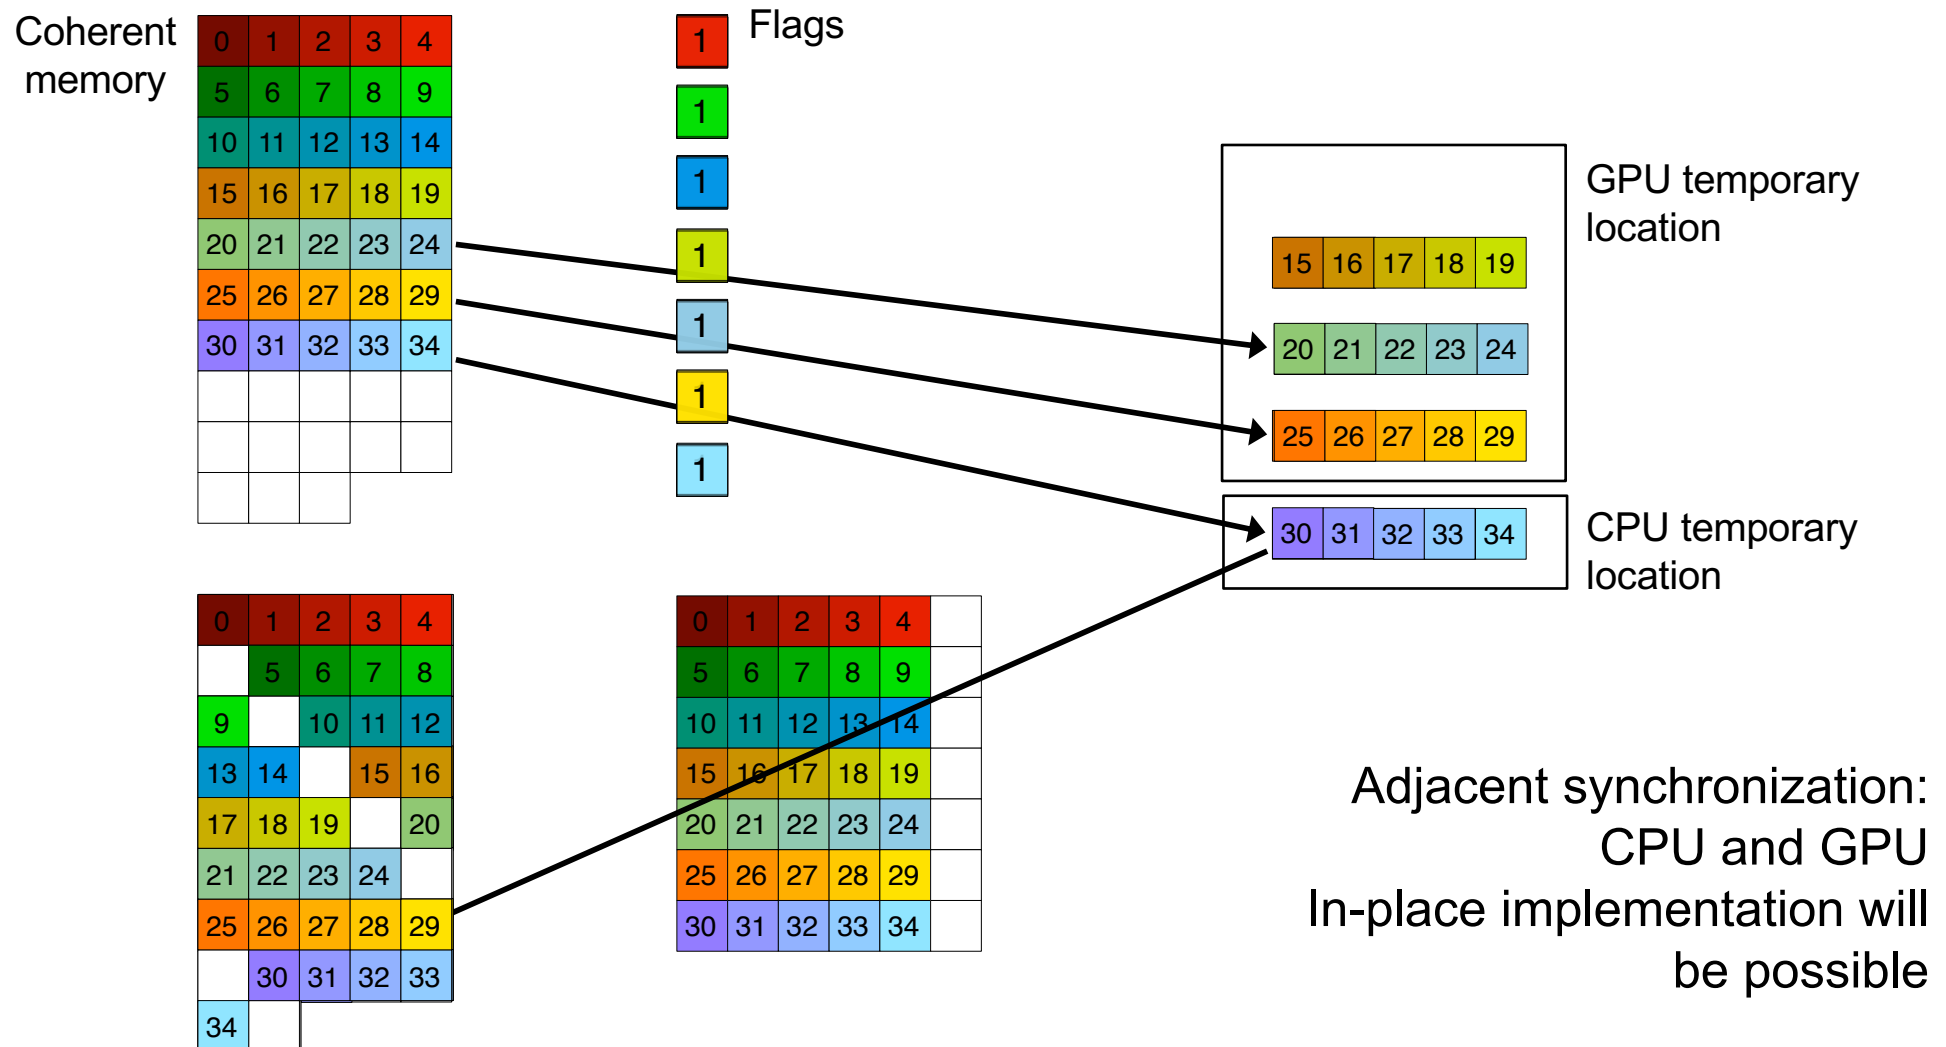 Coherent
memory
0 1 2 3 4
5 6 7 8 9
10 11 12 13 14
15 16 17 18 19
20 21 22 23 24
25 26 27 28 29
30 31 32 33 34
Flags
1
1
1
1
1
1
1
GPU temporary
location
15 16 17 18 19
20 21 22 23 24
25 26 27 28 29
CPU temporary
location
30 31 32 33 34
0 1 2 3 4
5 6 7 8
9 10 11 12
13 14 15 16
17 18 19 20
21 22 23 24
25 26 27 28 29
30 31 32 33
34
0 1 2 3 4
5 6 7 8 9
10 11 12 13 14
15 16 17 18 19
20 21 22 23 24
25 26 27 28 29
30 31 32 33 34
Adjacent synchronization:
CPU and GPU
In-place implementation will
be possible